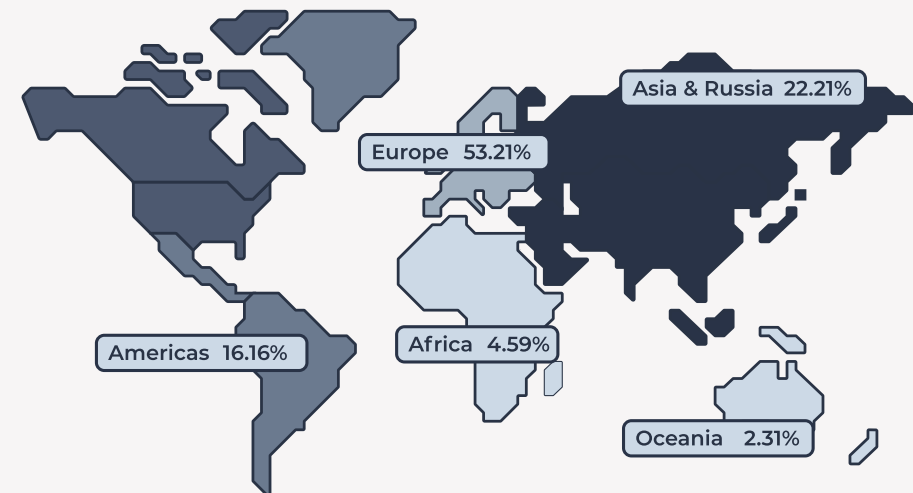 Asia & Russia 22.21%
Europe 53.21%
Americas 16.16%
Africa 4.59%
Oceania 2.31%